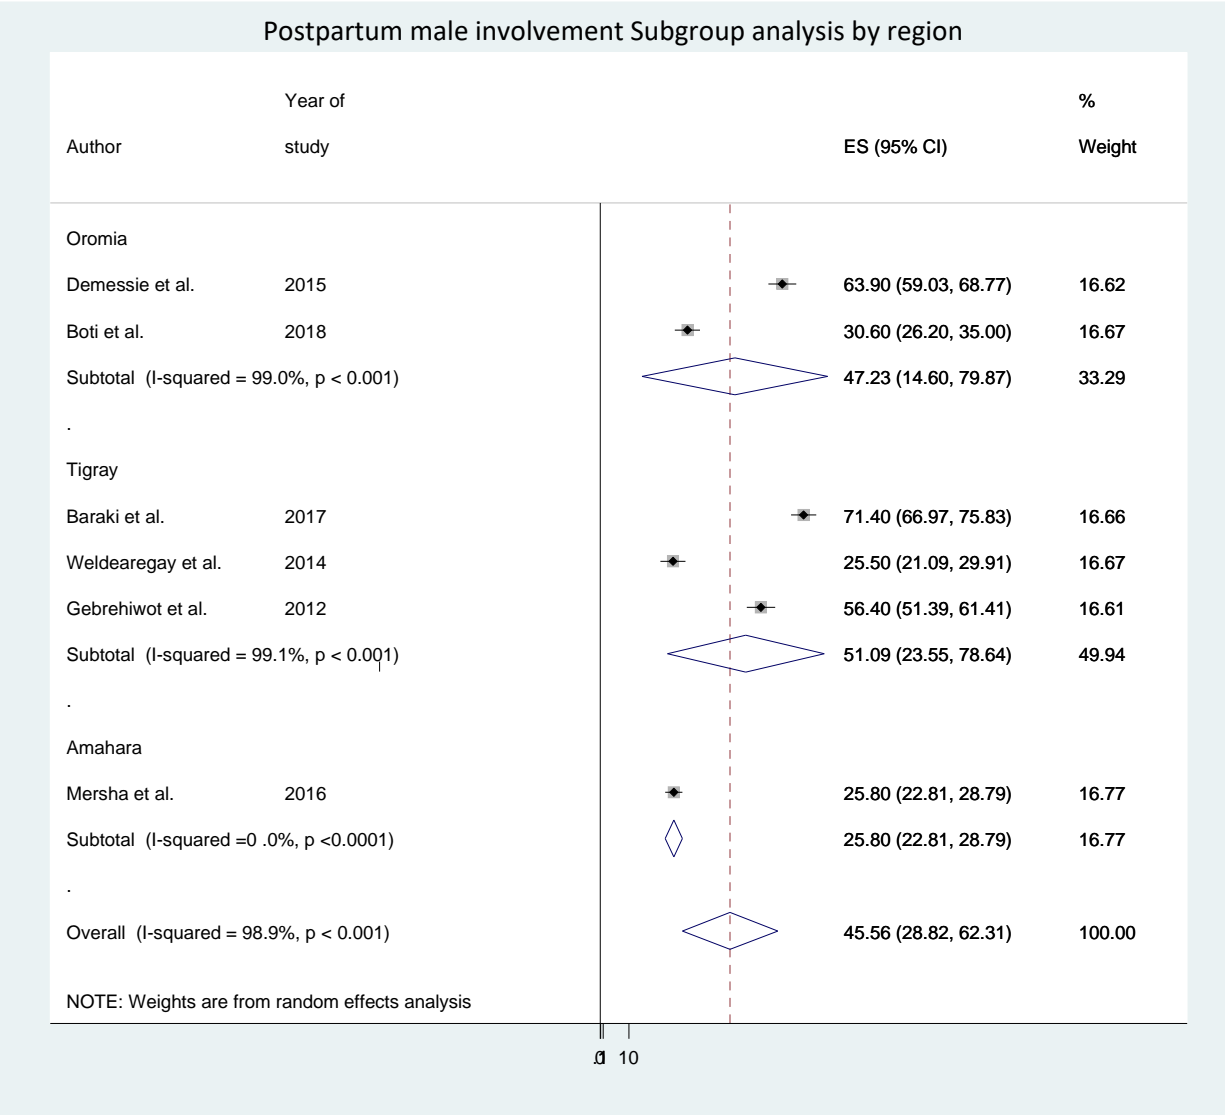 Postpartum male involvement Subgroup analysis by region
Year of %
Author study ES (95% CI) Weight
Oromia
Demessie et al. 2015 63.90 (59.03, 68.77) 16.62
Boti et al. 2018 30.60 (26.20, 35.00) 16.67
Subtotal (I-squared = 99.0%, p < 0.001) 47.23 (14.60, 79.87) 33.29
.
Tigray
Baraki et al. 2017 71.40 (66.97, 75.83) 16.66
Weldearegay et al. 2014 25.50 (21.09, 29.91) 16.67
Gebrehiwot et al. 2012 56.40 (51.39, 61.41) 16.61
Subtotal (I-squared = 99.1%, p < 0.001) 51.09 (23.55, 78.64) 49.94
.
Amahara
Mersha et al. 2016 25.80 (22.81, 28.79) 16.77
Subtotal (I-squared =0 .0%, p <0.0001) 25.80 (22.81, 28.79) 16.77
.
Overall (I-squared = 98.9%, p < 0.001) 45.56 (28.82, 62.31) 100.00
NOTE: Weights are from random effects analysis
10